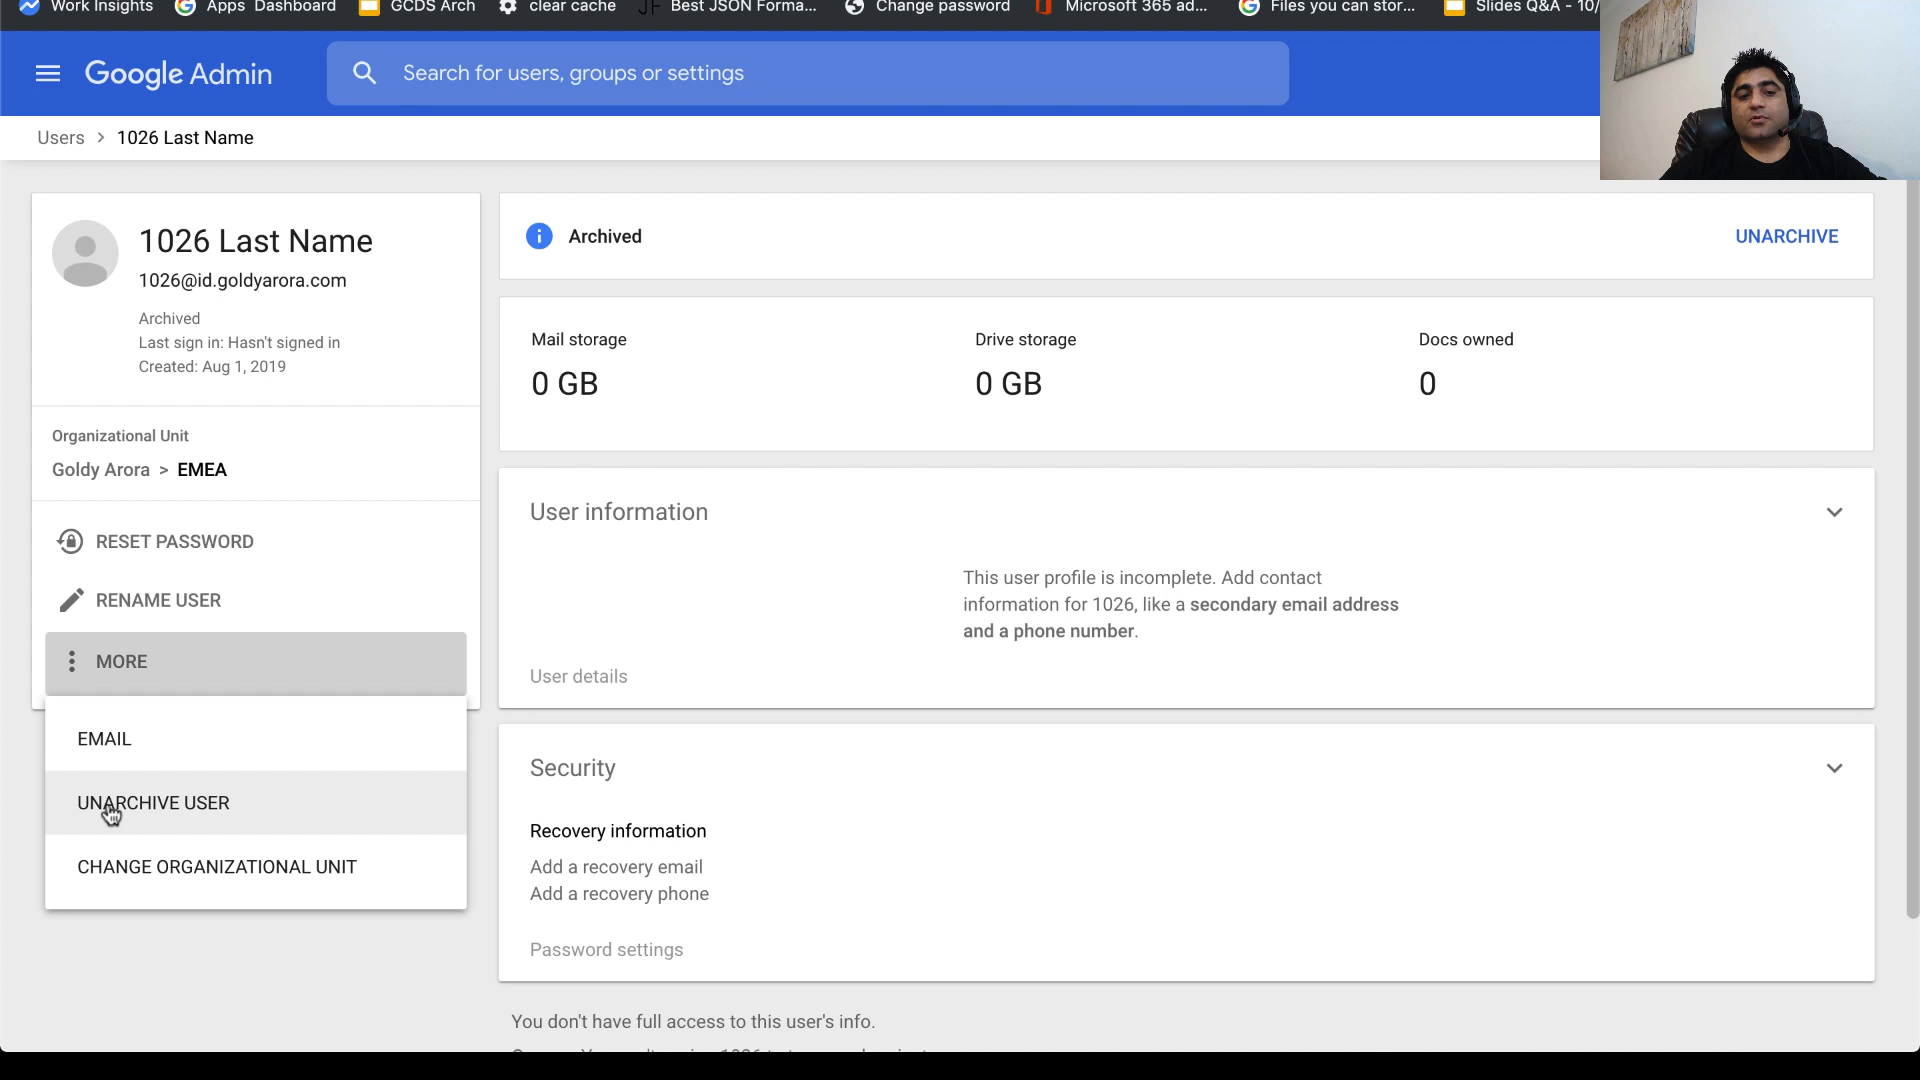 Work Insights
Apps Dashboard
GCDS Arch
clear cache
JF Best JSON Forma...
Change password
Microsoft 365 ad...
Files you can stor...
Slides Q&A - 10/
Google Admin
Search for users, groups or settings
Users > 1026 Last Name
1026 Last Name
1026@id.goldyarora.com
Archived
Last sign in: Hasn't signed in
Created: Aug 1, 2019
Organizational Unit
Goldy Arora > EMEA
RESET PASSWORD
RENAME USER
MORE
EMAIL
UNARCHIVE USER
CHANGE ORGANIZATIONAL UNIT
Archived
UNARCHIVE
Mail storage
0 GB
Drive storage
0 GB
Docs owned
0
User information
This user profile is incomplete. Add contact
information for 1026, like a secondary email address
and a phone number.
User details
Security
Recovery information
Add a recovery email
Add a recovery phone
Password settings
You don't have full access to this user's info.